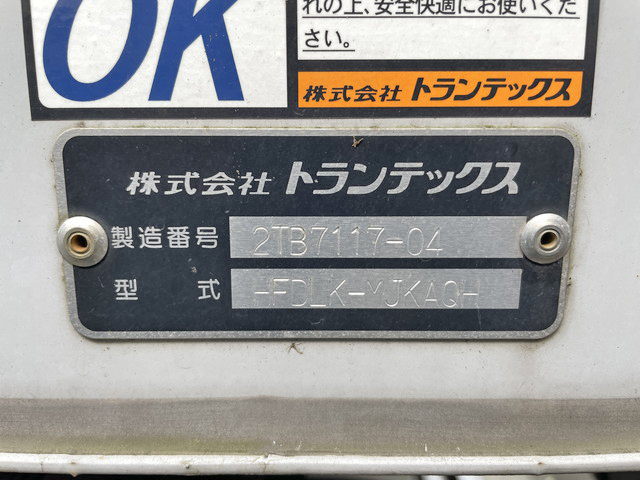 OK
れの上、安全快適にお使いくだ
さい。
株式会社 トランテックス
株式会社 トランテックス
製造番号 2TB7117-04
型式 HFDLK-MJKAQH